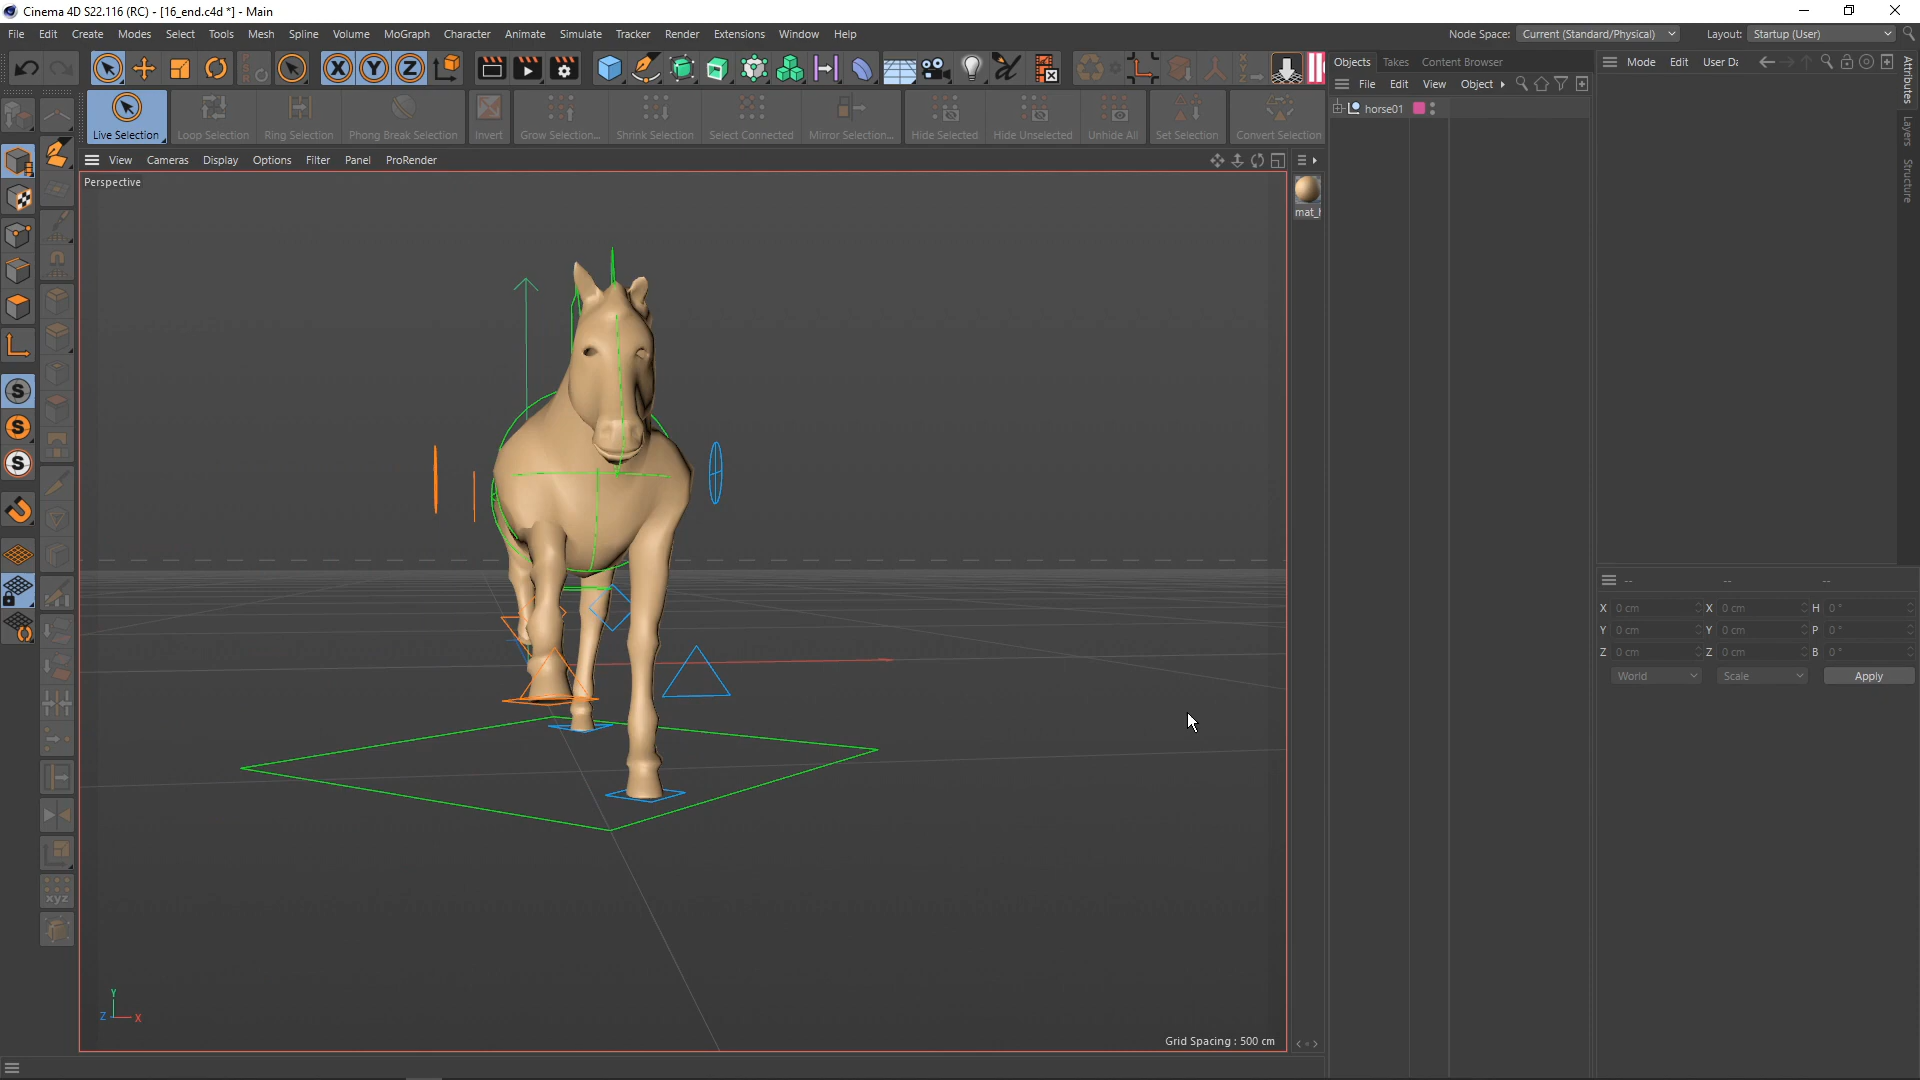 Cinema 4D S22.116 (RC) - [16_end.c4d *] - Main
File Edit Create Modes Select Tools Mesh Spline Volume MoGraph Character Animate Simulate Tracker Render Extensions Window Help Node Space: Current (Standard/Physical) Layout: Startup (User)
X Y Z
Objects Takes Content Browser Mode Edit User Da
File Edit View Object
Live Selection Loop Selection Ring Selection Phong Break Selection Invert Grow Selection... Shrink Selection Select Connected Mirror Selection... Hide Selected Hide Unselected Unhide All Set Selection Convert Selection
horse01
Attributes
Layers
Structure
View Cameras Display Options Filter Panel ProRender
Perspective
mat_h
S
S
S
-- -- --
X 0 cm X 0 cm H 0°
Y 0 cm Y 0 cm P 0°
Z 0 cm Z 0 cm B 0°
World Scale Apply
xyz
Y
Z X
Grid Spacing : 500 cm